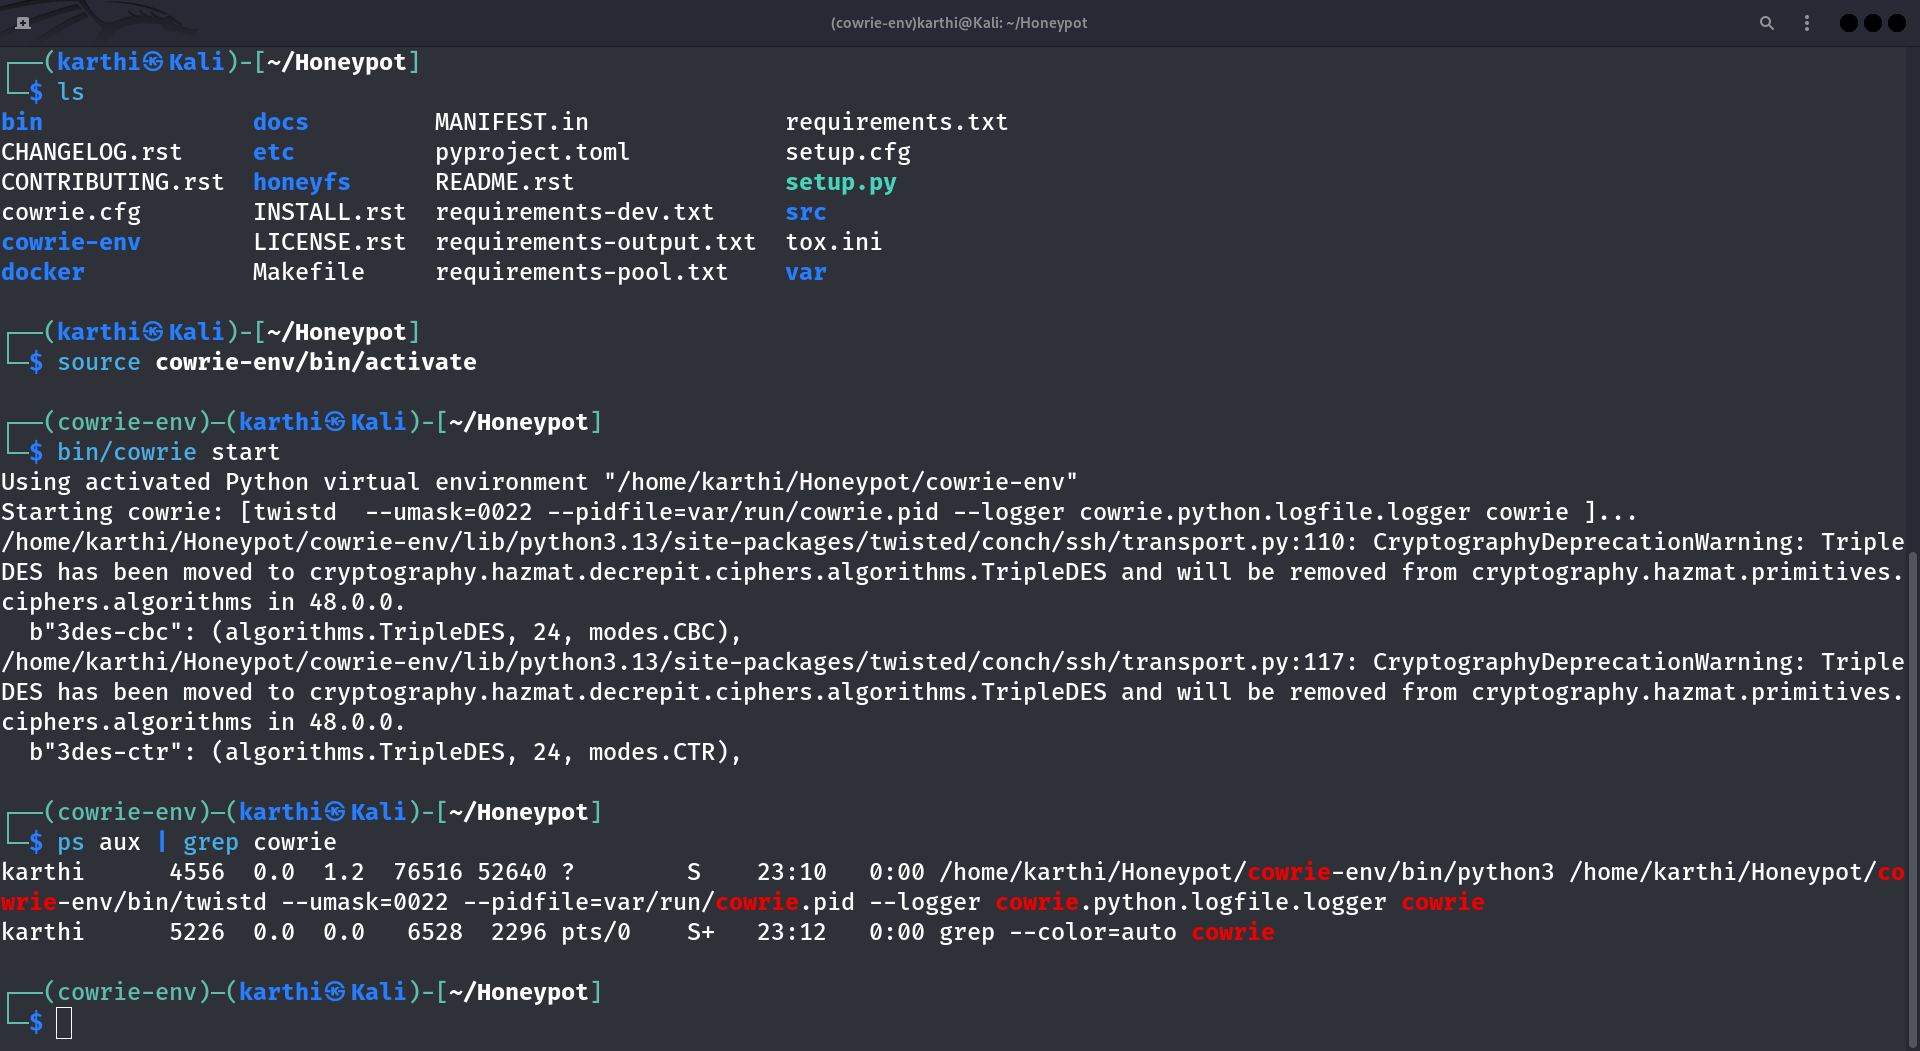 (cowrie-env)karthi@Kali: ~/Honeypot
┌──(karthi㉿Kali)-[~/Honeypot]
└─$ ls
bin                docs          MANIFEST.in              requirements.txt
CHANGELOG.rst      etc           pyproject.toml           setup.cfg
CONTRIBUTING.rst   honeyfs       README.rst               setup.py
cowrie.cfg         INSTALL.rst   requirements-dev.txt     src
cowrie-env         LICENSE.rst   requirements-output.txt  tox.ini
docker             Makefile      requirements-pool.txt    var
┌──(karthi㉿Kali)-[~/Honeypot]
└─$ source cowrie-env/bin/activate
┌──(cowrie-env)─(karthi㉿Kali)-[~/Honeypot]
└─$ bin/cowrie start
Using activated Python virtual environment "/home/karthi/Honeypot/cowrie-env"
Starting cowrie: [twistd  --umask=0022 --pidfile=var/run/cowrie.pid --logger cowrie.python.logfile.logger cowrie ]...
/home/karthi/Honeypot/cowrie-env/lib/python3.13/site-packages/twisted/conch/ssh/transport.py:110: CryptographyDeprecationWarning: Triple
DES has been moved to cryptography.hazmat.decrepit.ciphers.algorithms.TripleDES and will be removed from cryptography.hazmat.primitives.
ciphers.algorithms in 48.0.0.
  b"3des-cbc": (algorithms.TripleDES, 24, modes.CBC),
/home/karthi/Honeypot/cowrie-env/lib/python3.13/site-packages/twisted/conch/ssh/transport.py:117: CryptographyDeprecationWarning: Triple
DES has been moved to cryptography.hazmat.decrepit.ciphers.algorithms.TripleDES and will be removed from cryptography.hazmat.primitives.
ciphers.algorithms in 48.0.0.
  b"3des-ctr": (algorithms.TripleDES, 24, modes.CTR),
┌──(cowrie-env)─(karthi㉿Kali)-[~/Honeypot]
└─$ ps aux | grep cowrie
karthi      4556  0.0  1.2  76516 52640 ?        S    23:10   0:00 /home/karthi/Honeypot/cowrie-env/bin/python3 /home/karthi/Honeypot/co
wrie-env/bin/twistd --umask=0022 --pidfile=var/run/cowrie.pid --logger cowrie.python.logfile.logger cowrie
karthi      5226  0.0  0.0   6528  2296 pts/0    S+   23:12   0:00 grep --color=auto cowrie
┌──(cowrie-env)─(karthi㉿Kali)-[~/Honeypot]
└─$